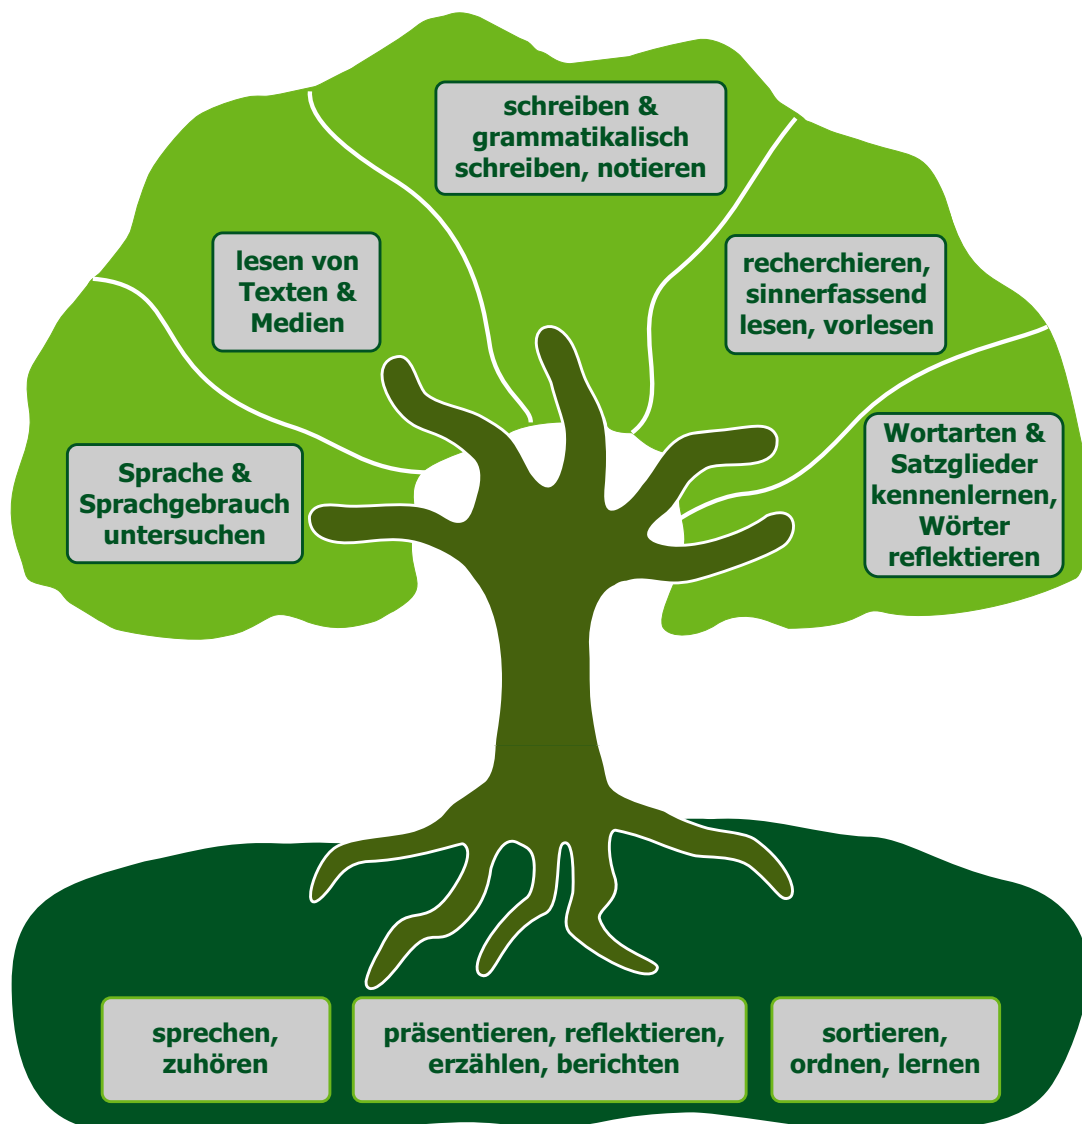 schreiben &
grammatikalisch
schreiben, notieren
lesen von
Texten &
Medien
recherchieren,
sinnerfassend
lesen, vorlesen
Sprache &
Sprachgebrauch
untersuchen
Wortarten &
Satzglieder
kennenlernen,
Wörter
reflektieren
sprechen,
zuhören
präsentieren, reflektieren,
erzählen, berichten
sortieren,
ordnen, lernen